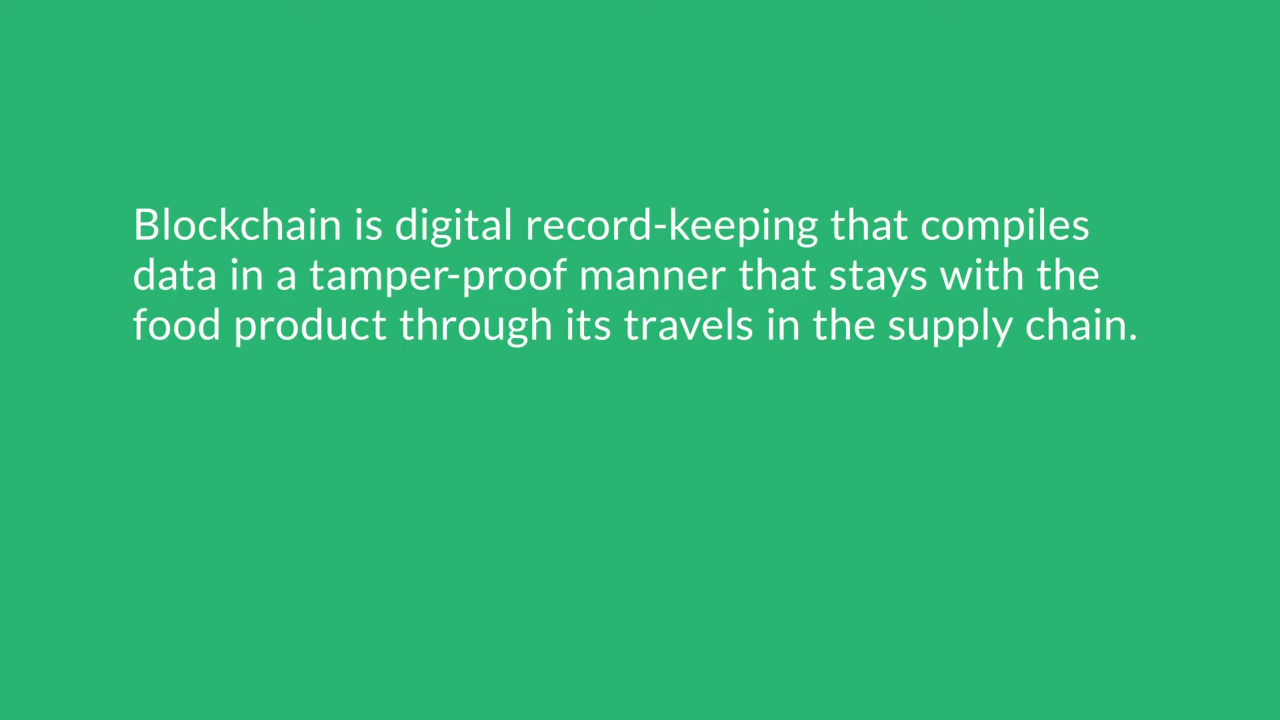 Blockchain is digital record-keeping that compiles
data in a tamper-proof manner that stays with the
food product through its travels in the supply chain.